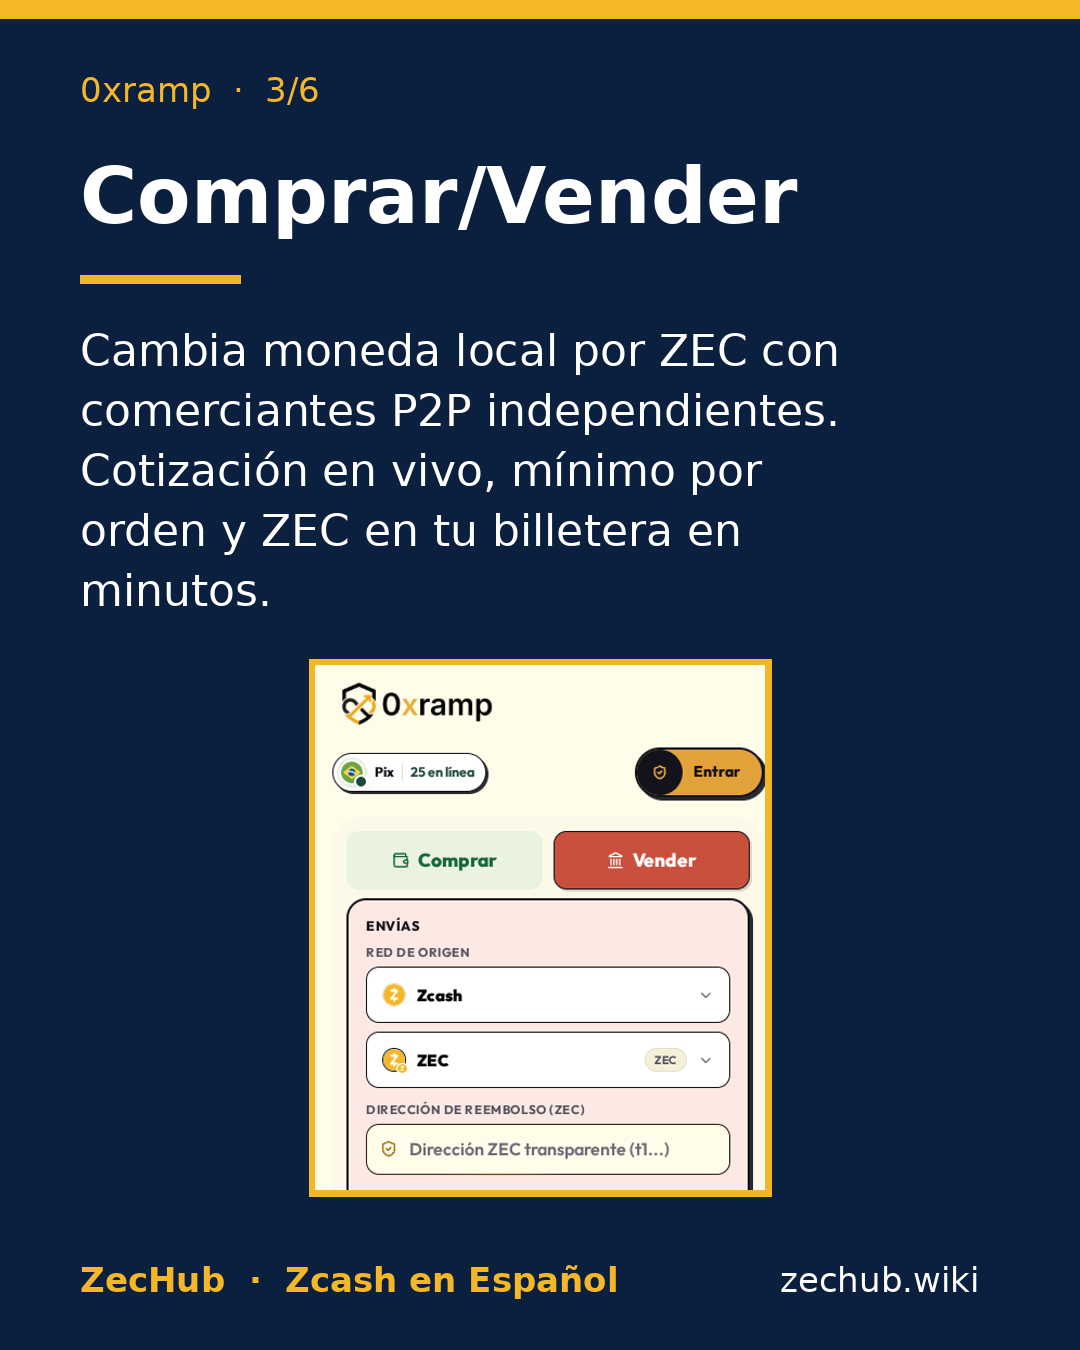 0xramp · 3/6
Comprar/Vender
Cambia moneda local por ZEC con
comerciantes P2P independientes.
Cotización en vivo, mínimo por
orden y ZEC en tu billetera en
minutos.
0xramp
Pix 25 en línea
Entrar
Comprar
Vender
ENVÍAS
RED DE ORIGEN
Zcash
ZEC ZEC
DIRECCIÓN DE REEMBOLSO (ZEC)
Dirección ZEC transparente (t1...)
ZecHub · Zcash en Español
zechub.wiki